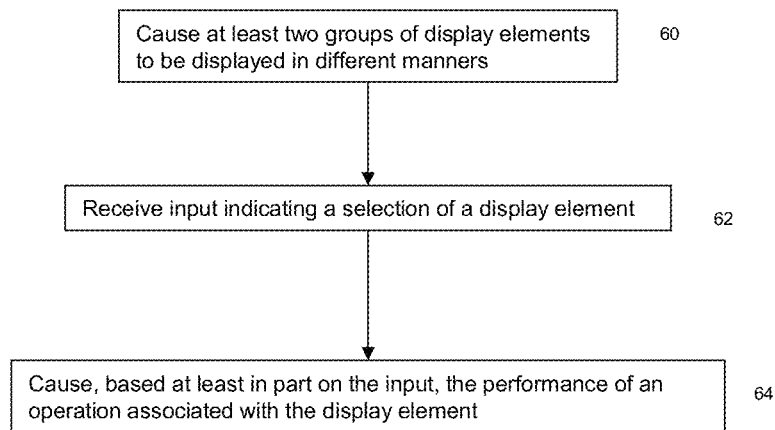 Cause at least two groups of display elements
to be displayed in different manners
60
Receive input indicating a selection of a display element
62
Cause, based at least in part on the input, the performance of an
operation associated with the display element
64